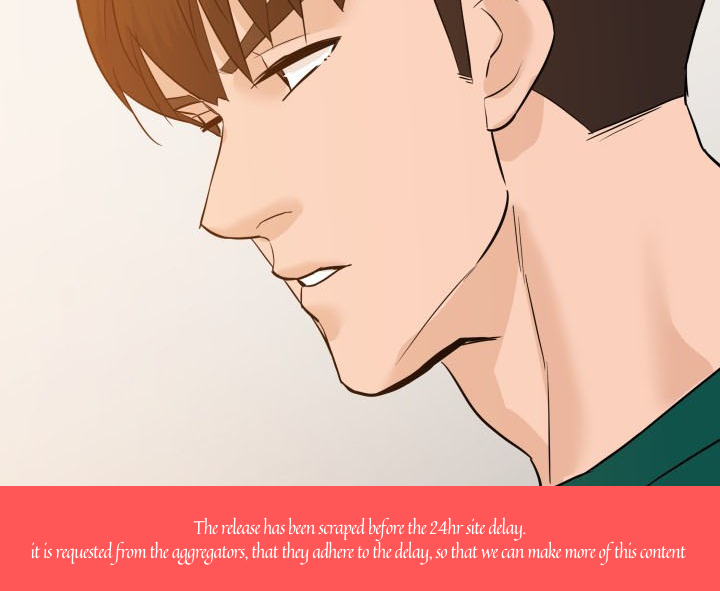 The release has been scraped before the 24hr site delay.
it is requested from the aggregators, that they adhere to the delay, so that we can make more of this content